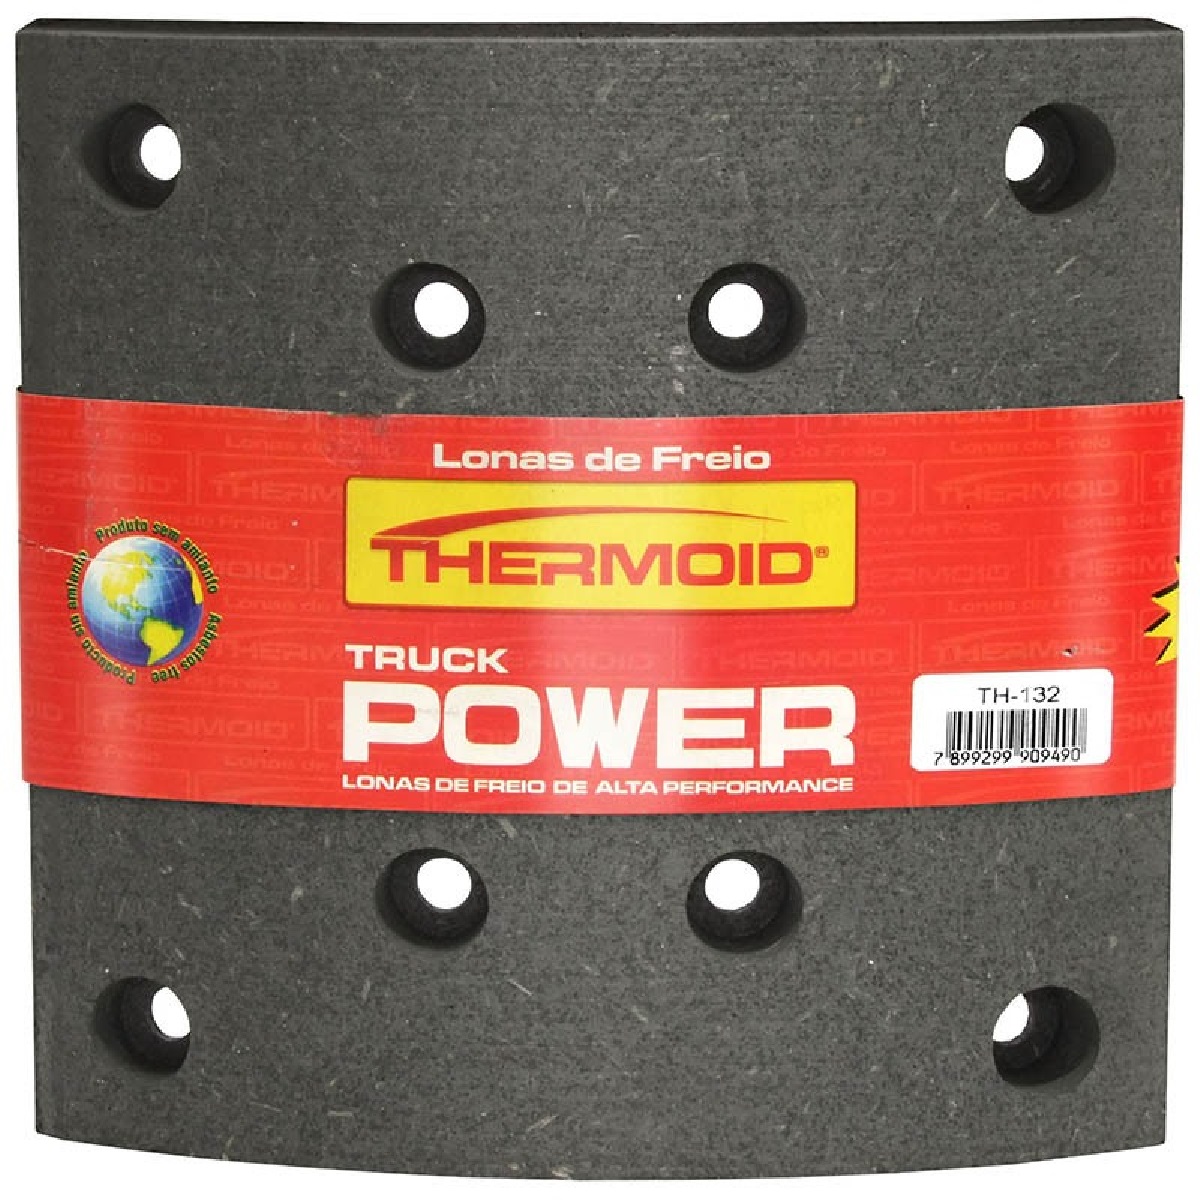 Lonas de Freio
THERMOID®
TRUCK
POWER
LONAS DE FREIO DE ALTA PERFORMANCE
Produto sem amianto
Asbestos free
Producto sin amianto
TH-132
7 899299 909490